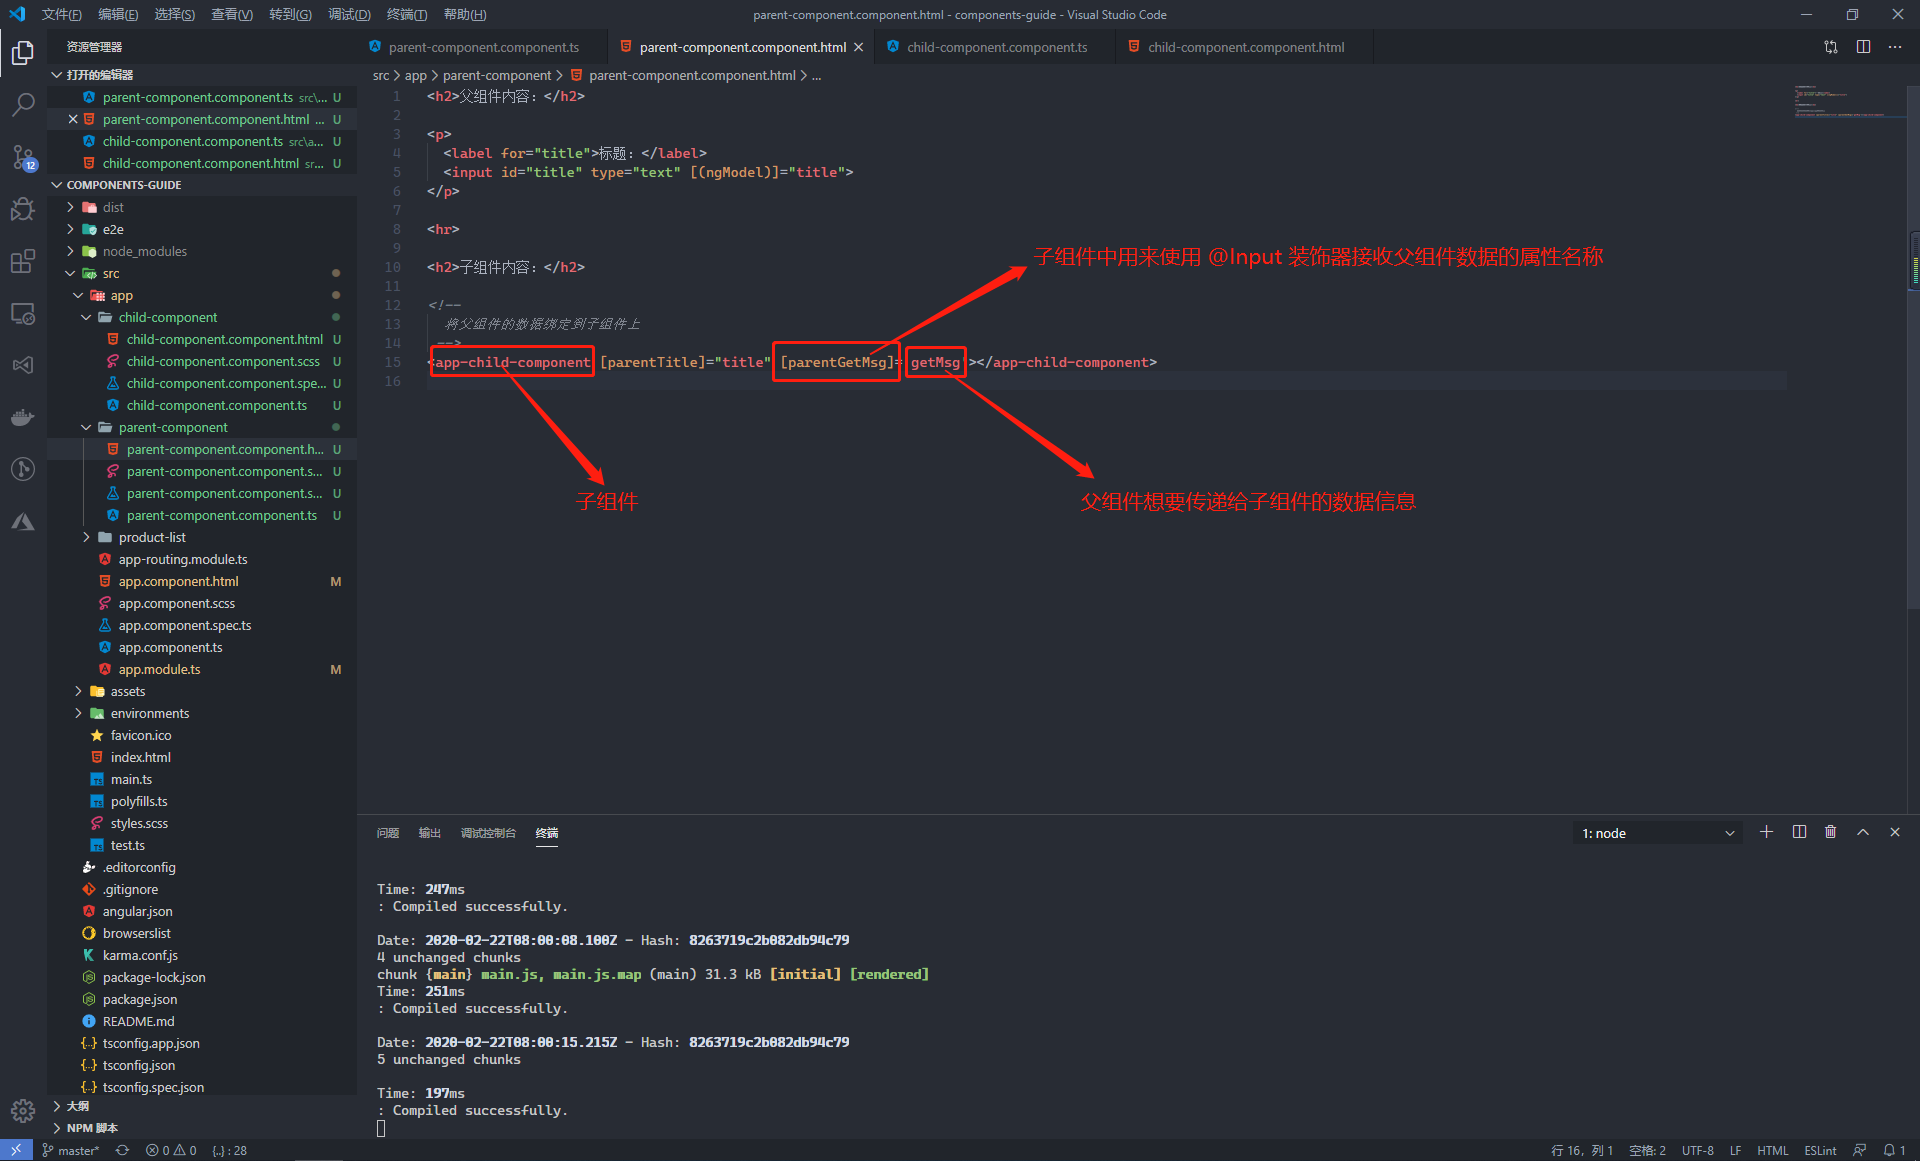 文件(F) 编辑(E) 选择(S) 查看(V) 转到(G) 调试(D) 终端(T) 帮助(H)
parent-component.component.html - components-guide - Visual Studio Code
资源管理器
parent-component.component.ts
parent-component.component.html
child-component.component.ts
child-component.component.html
打开的编辑器
parent-component.component.ts src\... U
parent-component.component.html ... U
child-component.component.ts src\a... U
child-component.component.html sr... U
COMPONENTS-GUIDE
dist
e2e
node_modules
src
app
child-component
child-component.component.html U
child-component.component.scss U
child-component.component.spe... U
child-component.component.ts U
parent-component
parent-component.component.h... U
parent-component.component.s... U
parent-component.component.s... U
parent-component.component.ts U
product-list
app-routing.module.ts
app.component.html M
app.component.scss
app.component.spec.ts
app.component.ts
app.module.ts M
assets
environments
favicon.ico
index.html
main.ts
polyfills.ts
styles.scss
test.ts
.editorconfig
.gitignore
angular.json
browserslist
karma.conf.js
package-lock.json
package.json
README.md
tsconfig.app.json
tsconfig.json
tsconfig.spec.json
大纲
NPM 脚本
12
src > app > parent-component > parent-component.component.html > ...
1 <h2>父组件内容：</h2>
2
3 <p>
4 <label for="title">标题：</label>
5 <input id="title" type="text" [(ngModel)]="title">
6 </p>
7
8 <hr>
9
10 <h2>子组件内容：</h2>
11
12 <!--
13 将父组件的数据绑定到子组件上
14 -->
15 <app-child-component [parentTitle]="title" [parentGetMsg]= getMsg ></app-child-component>
16
子组件中用来使用 @Input 装饰器接收父组件数据的属性名称
子组件
父组件想要传递给子组件的数据信息
问题 输出 调试控制台 终端
1: node
Time: 247ms
: Compiled successfully.
Date: 2020-02-22T08:00:08.100Z - Hash: 8263719c2b082db94c79
4 unchanged chunks
chunk {main} main.js, main.js.map (main) 31.3 kB [initial] [rendered]
Time: 251ms
: Compiled successfully.
Date: 2020-02-22T08:00:15.215Z - Hash: 8263719c2b082db94c79
5 unchanged chunks
Time: 197ms
: Compiled successfully.
master* 0 0 {..} : 28
行 16，列 1 空格: 2 UTF-8 LF HTML ESLint 1